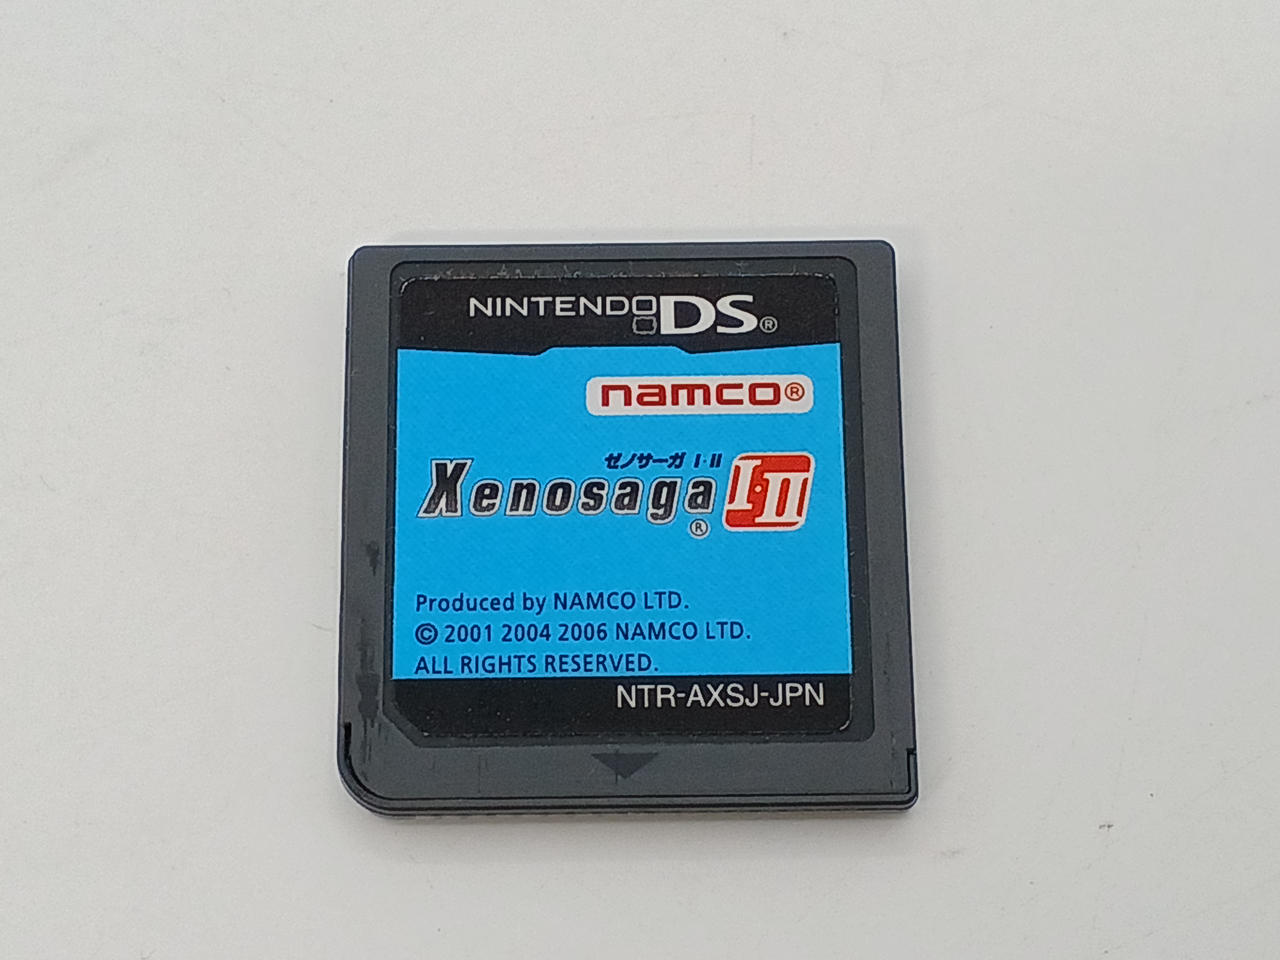 NINTENDO DS®
namco®
ゼノサーガ I・II
Xenosaga® I・II
Produced by NAMCO LTD.
© 2001 2004 2006 NAMCO LTD.
ALL RIGHTS RESERVED.
NTR-AXSJ-JPN